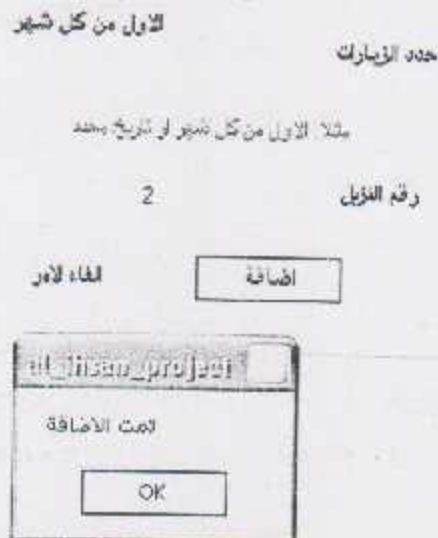 الاول من كل شهر
حدد الزيارات
مثلا الاول من كل شهر او تاريخ محدد
رقم النزيل 2
اضافة الغاء الامر
al_ihsan_project
تمت الاضافة
OK